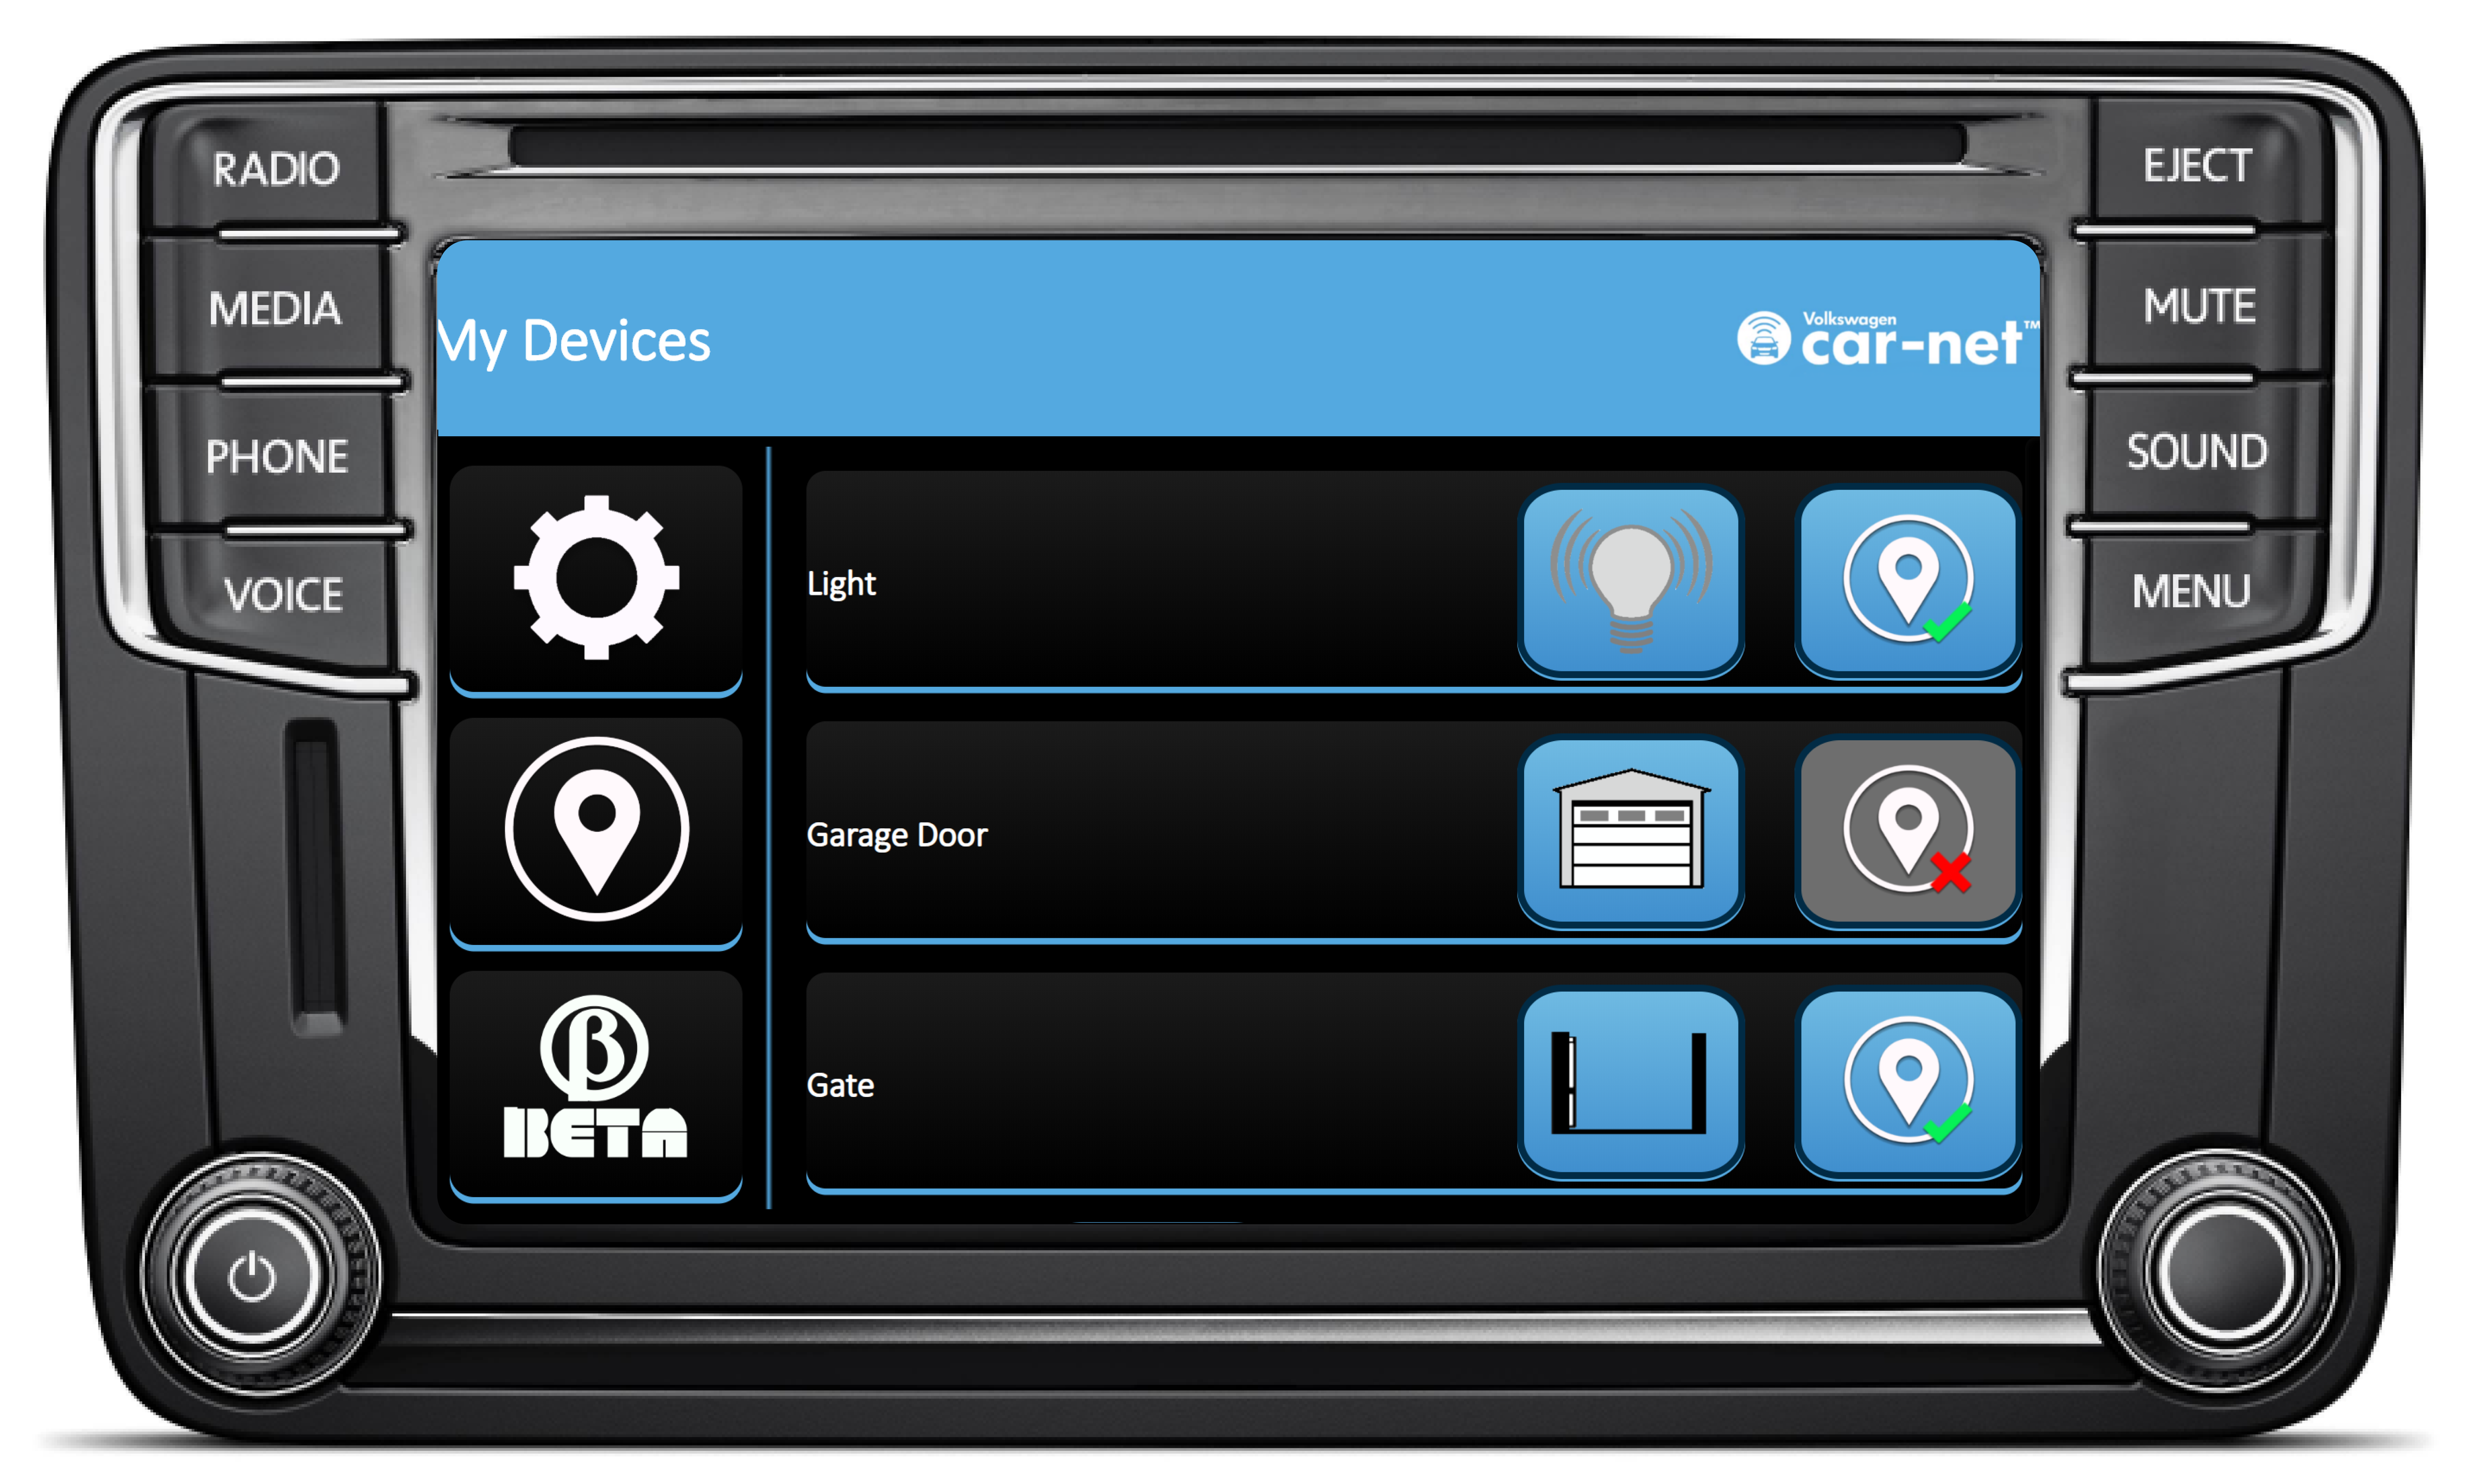 RADIO
MEDIA
PHONE
VOICE
EJECT
MUTE
SOUND
MENU
My Devices
Volkswagen
car-net™
Light
Garage Door
Gate
β
BETA